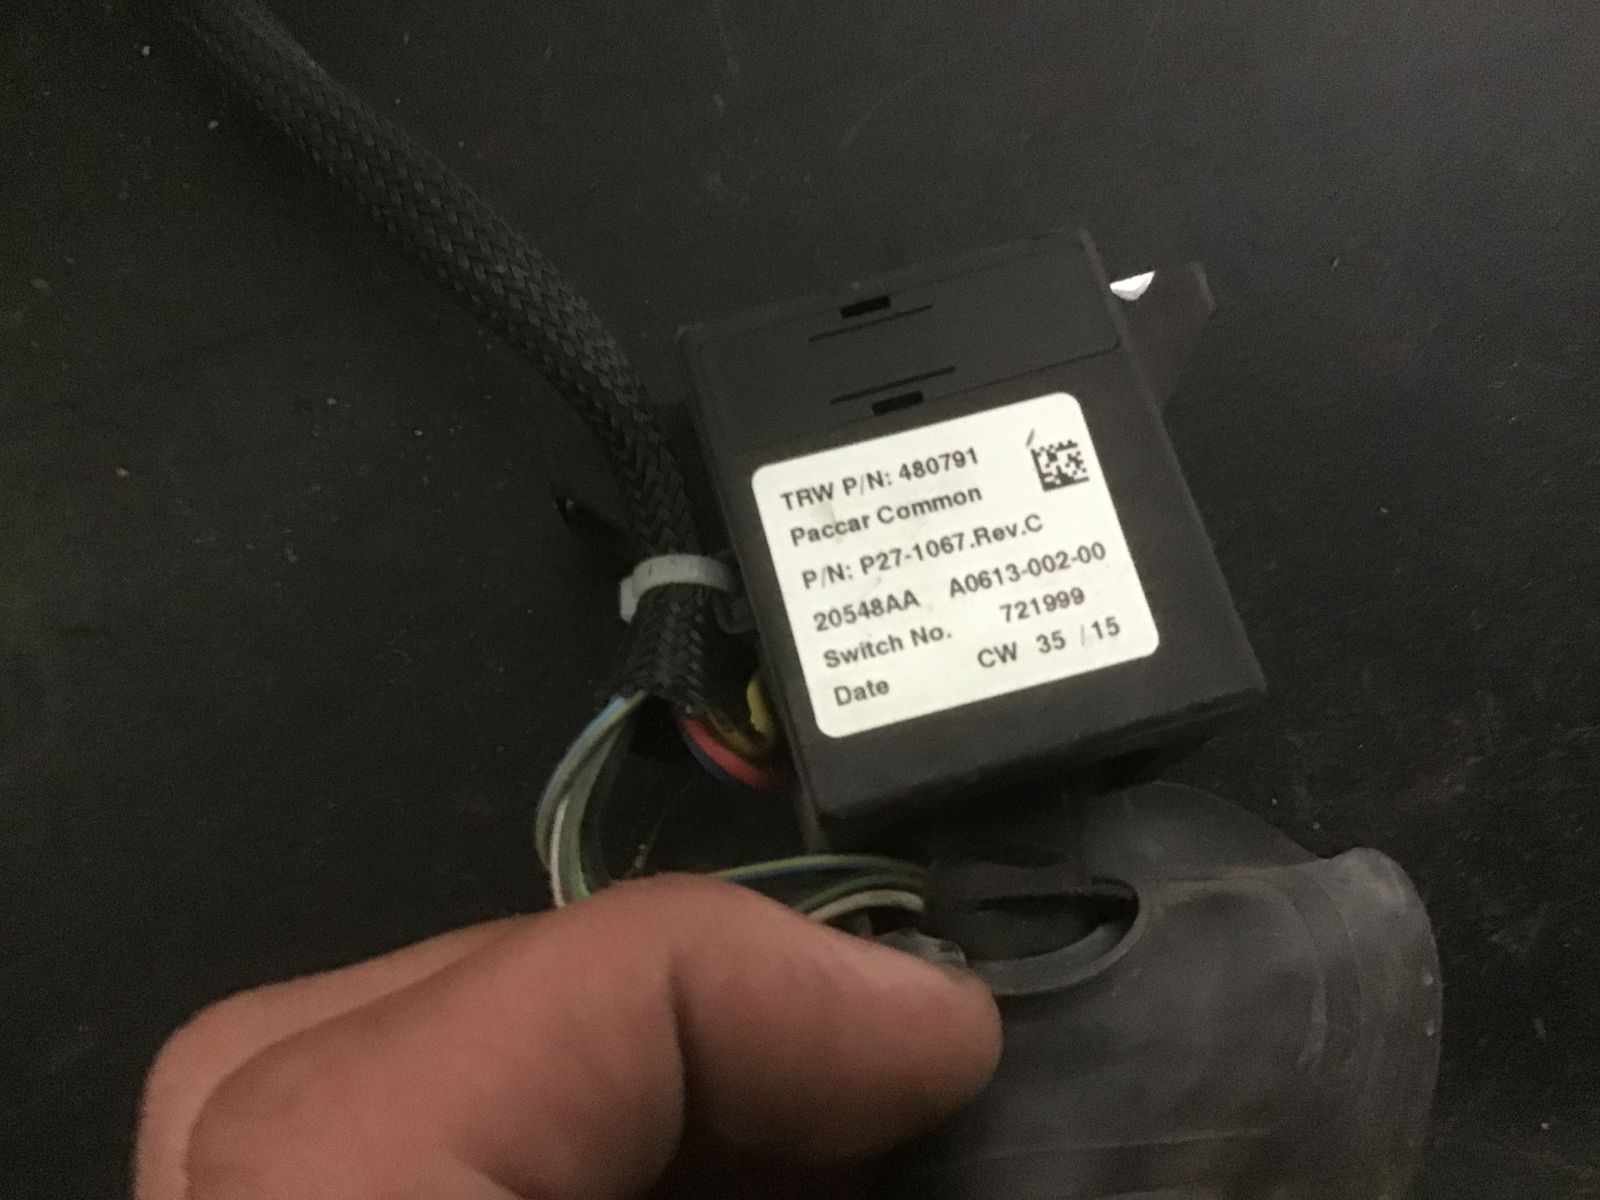 TRW P/N: 480791
Paccar Common
P/N: P27-1067.Rev.C
20548AA A0613-002-00
Switch No. 721999
Date CW 35 / 15